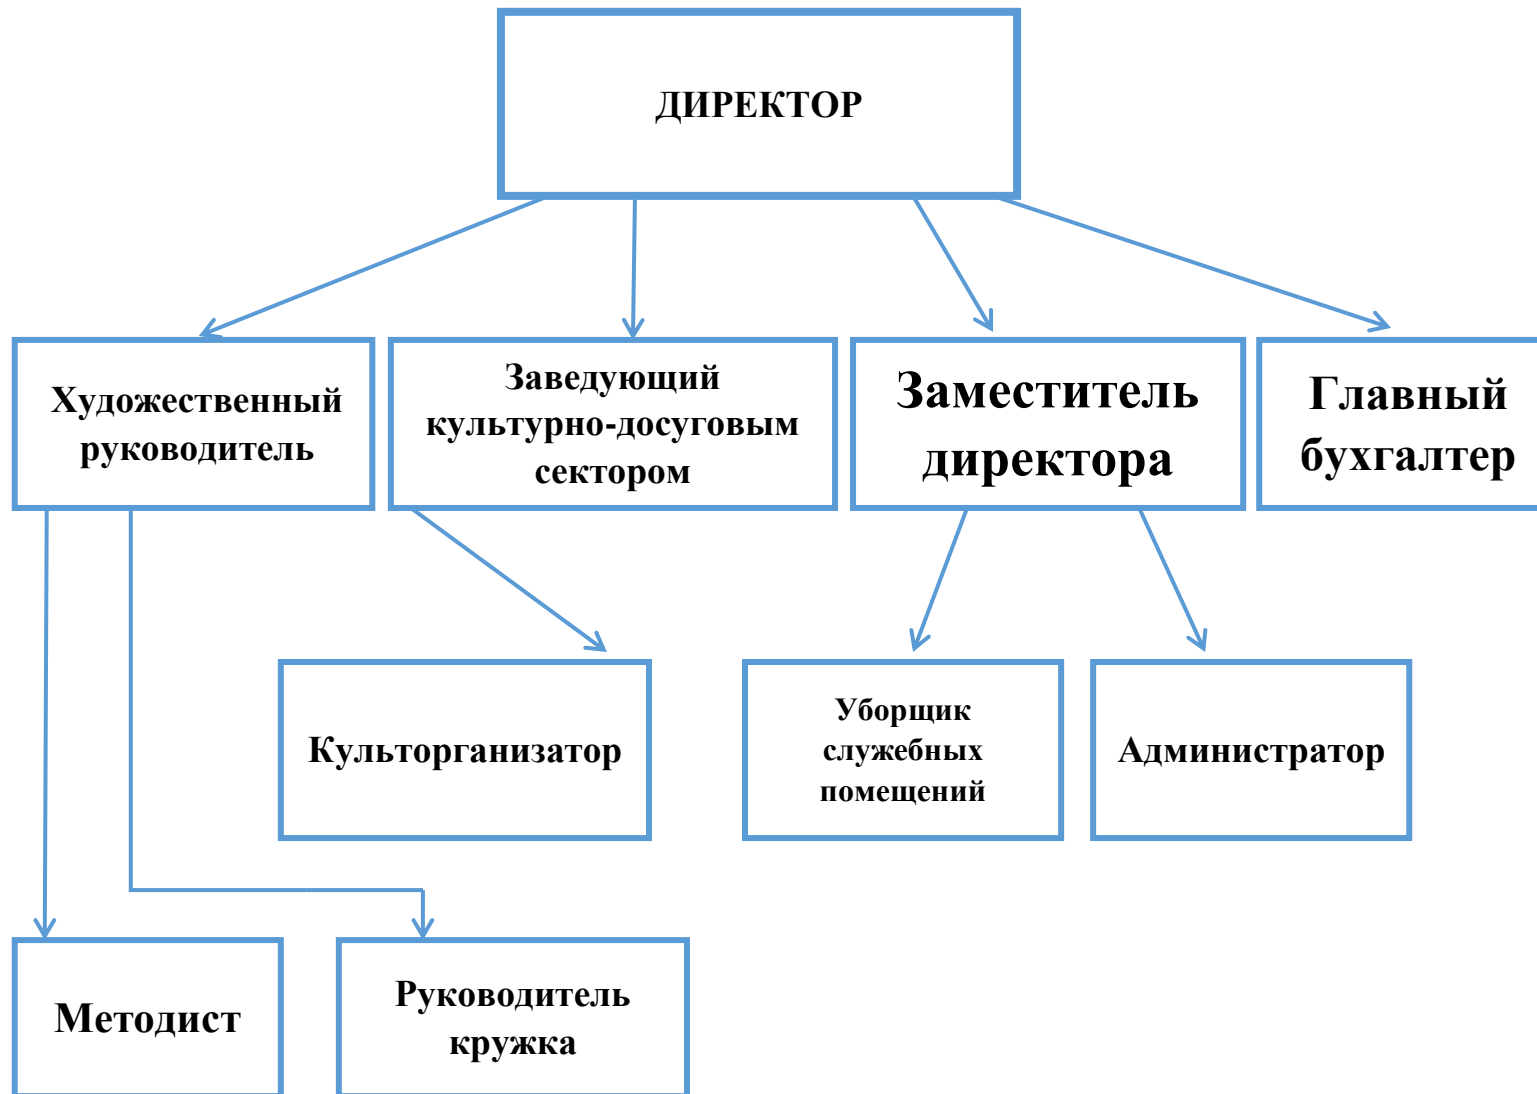 ДИРЕКТОР
Художественный
руководитель
Заведующий
культурно-досуговым
сектором
Заместитель
директора
Главный
бухгалтер
Культорганизатор
Уборщик
служебных
помещений
Администратор
Методист
Руководитель
кружка